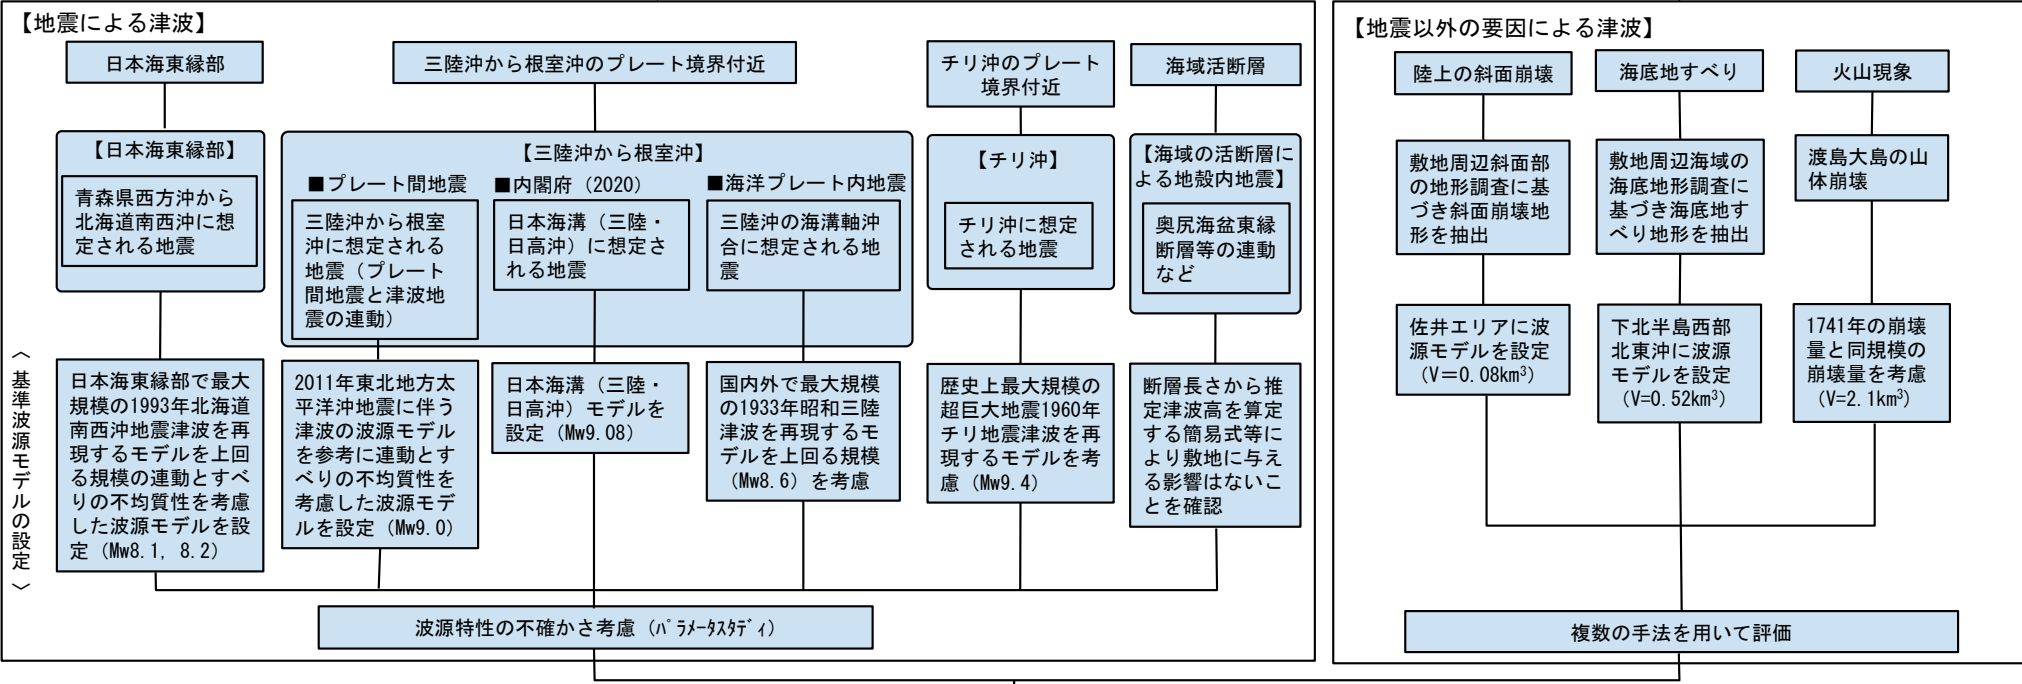 【地震による津波】
日本海東縁部
三陸沖から根室沖のプレート境界付近
チリ沖のプレート
境界付近
海域活断層
【日本海東縁部】
青森県西方沖から
北海道南西沖に想
定される地震
【三陸沖から根室沖】
■プレート間地震
三陸沖から根室
沖に想定される
地震（プレート
間地震と津波地
震の連動）
■内閣府（2020）
日本海溝（三陸・
日高沖）に想定さ
れる地震
■海洋プレート内地震
三陸沖の海溝軸沖
合に想定される地
震
【チリ沖】
チリ沖に想定
される地震
【海域の活断層に
よる地殻内地震】
奥尻海盆東縁
断層等の連動
など
〈基準波源モデルの設定〉
日本海東縁部で最大
規模の1993年北海道
南西沖地震津波を再
現するモデルを上回
る規模の連動とすべ
りの不均質性を考慮
した波源モデルを設
定（Mw8.1, 8.2）
2011年東北地方太
平洋沖地震に伴う
津波の波源モデル
を参考に連動とす
べりの不均質性を
考慮した波源モデ
ルを設定（Mw9.0）
日本海溝（三陸・
日高沖）モデルを
設定（Mw9.08）
国内外で最大規模
の1933年昭和三陸
津波を再現するモ
デルを上回る規模
（Mw8.6）を考慮
歴史上最大規模の
超巨大地震1960年
チリ地震津波を再
現するモデルを考
慮（Mw9.4）
断層長さから推
定津波高を算定
する簡易式等に
より敷地に与え
る影響はないこ
とを確認
波源特性の不確かさ考慮（ﾊﾟﾗﾒｰﾀｽﾀﾃﾞｨ）
【地震以外の要因による津波】
陸上の斜面崩壊
海底地すべり
火山現象
敷地周辺斜面部
の地形調査に基
づき斜面崩壊地
形を抽出
敷地周辺海域の
海底地形調査に
基づき海底地す
べり地形を抽出
渡島大島の山
体崩壊
佐井エリアに波
源モデルを設定
（V＝0.08km³）
下北半島西部
北東沖に波源
モデルを設定
（V=0.52km³）
1741年の崩壊
量と同規模の
崩壊量を考慮
（V=2.1km³）
複数の手法を用いて評価